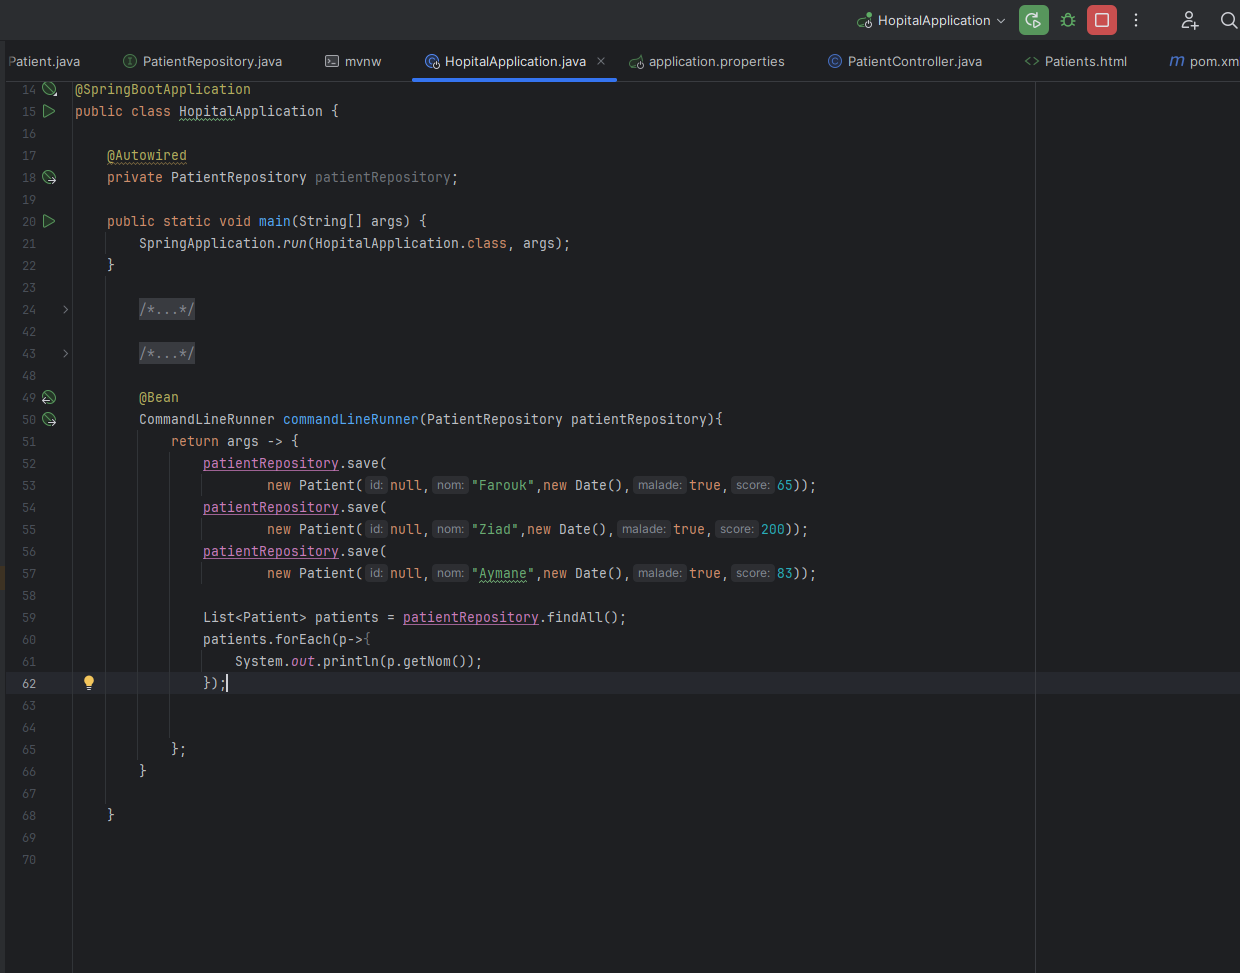 HopitalApplication
Patient.java PatientRepository.java mvnw HopitalApplication.java application.properties PatientController.java Patients.html pom.xm
14 @SpringBootApplication
15 public class HopitalApplication {
16
17 @Autowired
18 private PatientRepository patientRepository;
19
20 public static void main(String[] args) {
21 SpringApplication.run(HopitalApplication.class, args);
22 }
23
24 /*...*/
42
43 /*...*/
48
49 @Bean
50 CommandLineRunner commandLineRunner(PatientRepository patientRepository){
51 return args -> {
52 patientRepository.save(
53 new Patient( id: null, nom: "Farouk",new Date(), malade: true, score: 65));
54 patientRepository.save(
55 new Patient( id: null, nom: "Ziad",new Date(), malade: true, score: 200));
56 patientRepository.save(
57 new Patient( id: null, nom: "Aymane",new Date(), malade: true, score: 83));
58
59 List<Patient> patients = patientRepository.findAll();
60 patients.forEach(p->{
61 System.out.println(p.getNom());
62 });
63
64
65 };
66 }
67
68 }
69
70